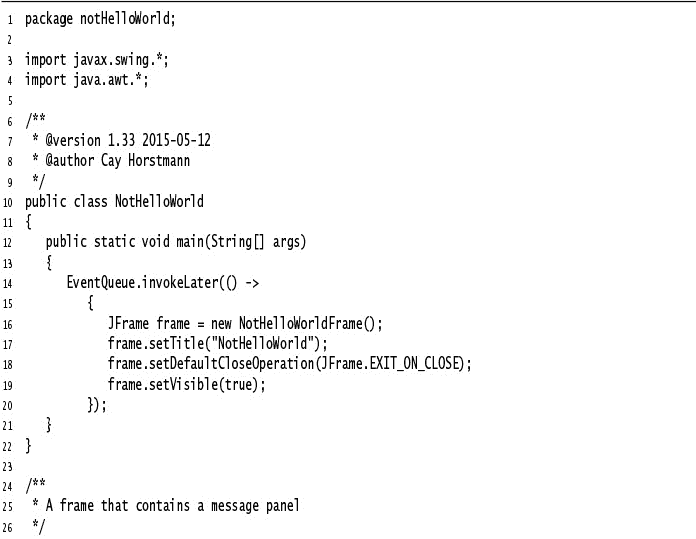 1 package notHelloWorld;
2
3 import javax.swing.*;
4 import java.awt.*;
5
6 /**
7  * @version 1.33 2015-05-12
8  * @author Cay Horstmann
9  */
10 public class NotHelloWorld
11 {
12    public static void main(String[] args)
13    {
14       EventQueue.invokeLater(() ->
15          {
16             JFrame frame = new NotHelloWorldFrame();
17             frame.setTitle("NotHelloWorld");
18             frame.setDefaultCloseOperation(JFrame.EXIT_ON_CLOSE);
19             frame.setVisible(true);
20          });
21    }
22 }
23
24 /**
25  * A frame that contains a message panel
26  */